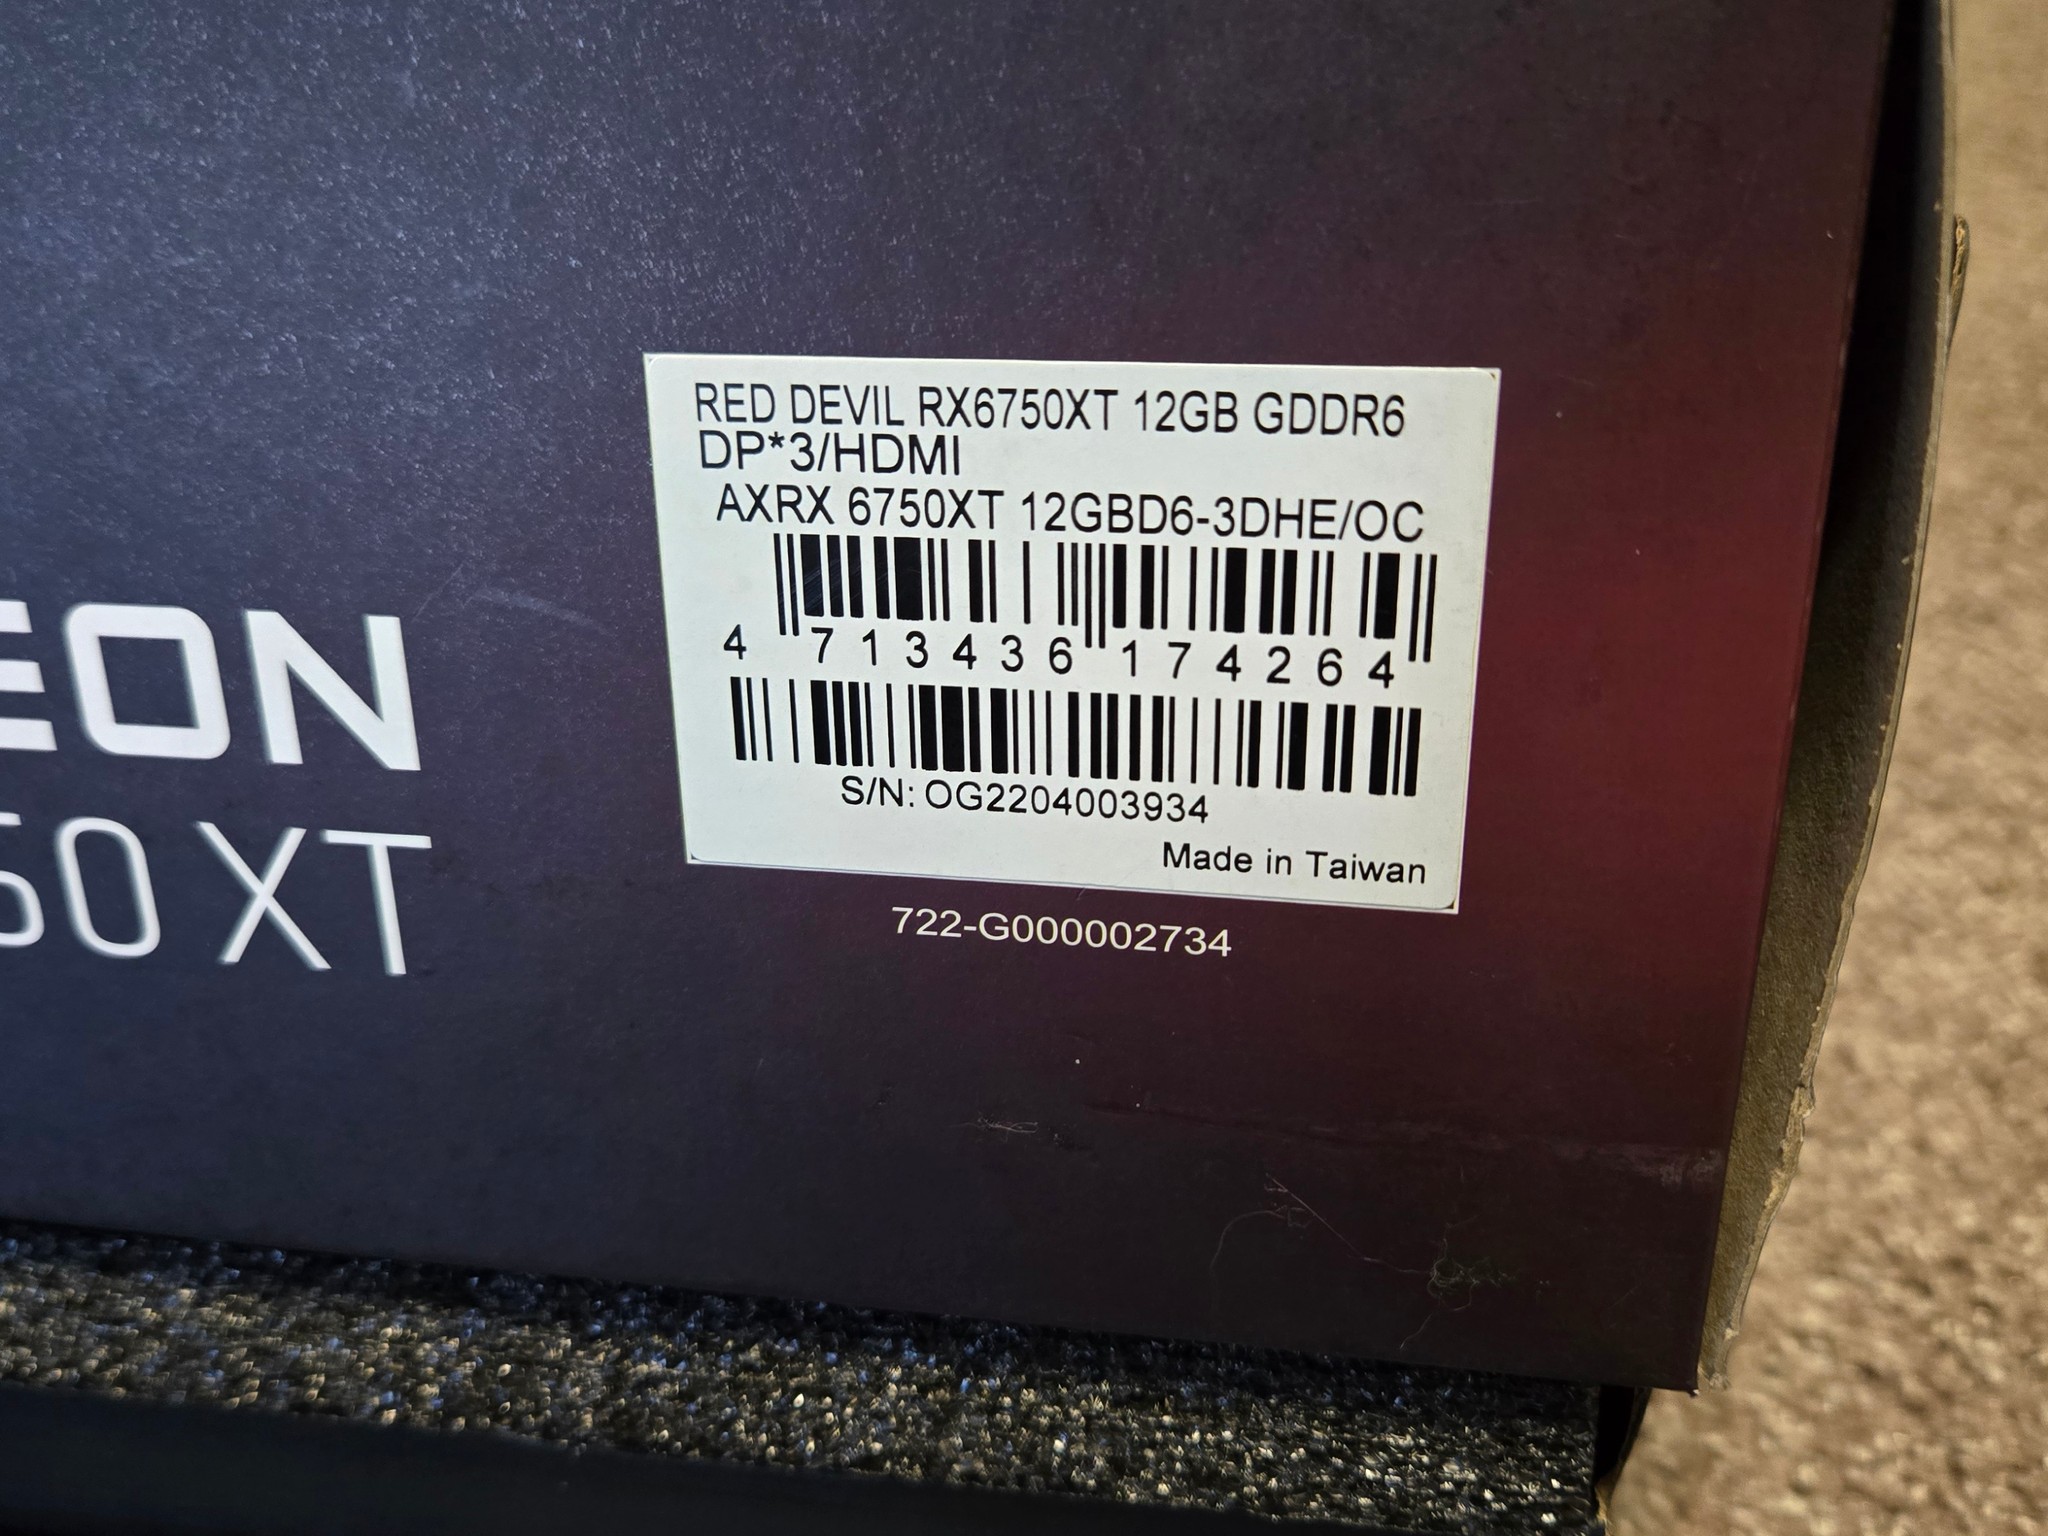 RED DEVIL RX6750XT 12GB GDDR6
DP*3/HDMI
AXRX 6750XT 12GBD6-3DHE/OC
4 713436 174264
S/N: OG2204003934
Made in Taiwan
722-G000002734
EON
50 XT